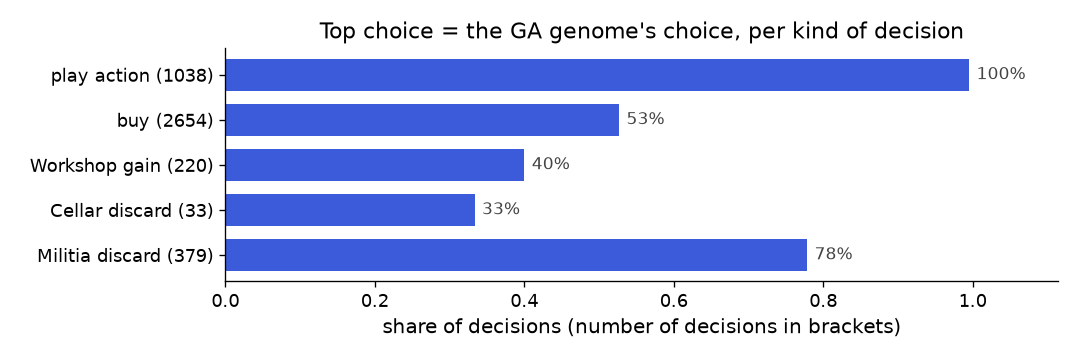 Top choice = the GA genome's choice, per kind of decision
play action (1038)
100%
buy (2654)
53%
Workshop gain (220)
40%
Cellar discard (33)
33%
Militia discard (379)
78%
0.0 0.2 0.4 0.6 0.8 1.0
share of decisions (number of decisions in brackets)